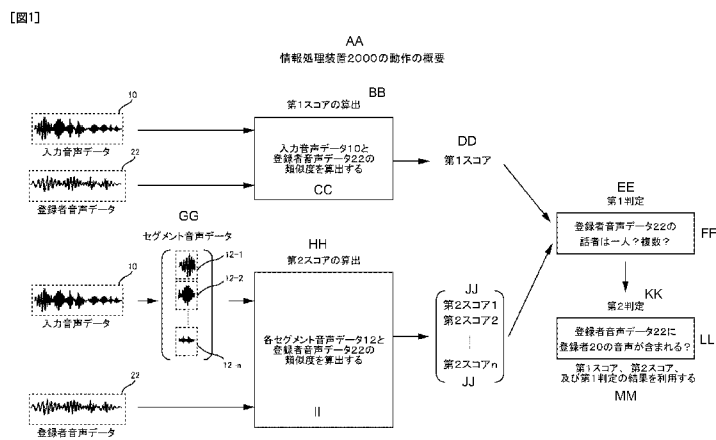 [図1]
AA
情報処理装置2000の動作の概要
BB
第1スコアの算出
10
入力音声データ
22
登録者音声データ
入力音声データ10と
登録者音声データ22の
類似度を算出する
CC
DD
第1スコア
EE
第1判定
登録者音声データ22の
話者は一人?複数?
FF
GG
セグメント音声データ
12-1
12-2
12-n
10
入力音声データ
22
登録者音声データ
HH
第2スコアの算出
各セグメント音声データ12と
登録者音声データ22の
類似度を算出する
II
JJ
第2スコア1
第2スコア2
第2スコアn
JJ
KK
第2判定
登録者音声データ22に
登録者20の音声が含まれる?
LL
第1スコア、第2スコア、
及び第1判定の結果を利用する
MM